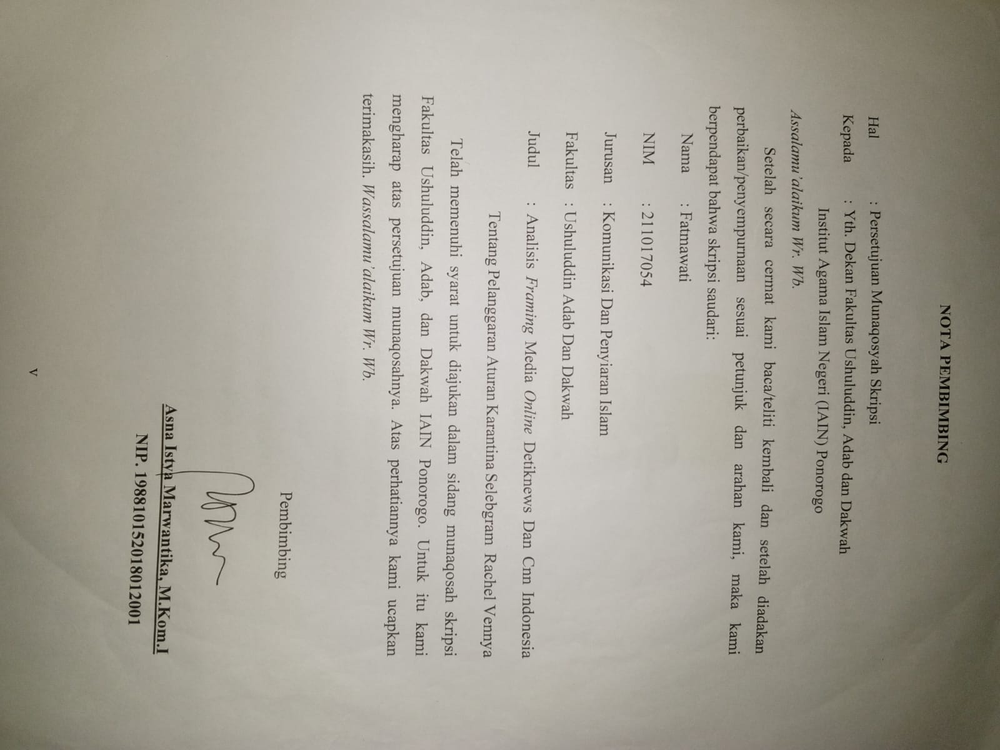 NOTA PEMBIMBING
Hal : Persetujuan Munaqosyah Skripsi
Kepada : Yth. Dekan Fakultas Ushuluddin, Adab dan Dakwah
Institut Agama Islam Negeri (IAIN) Ponorogo
Assalamu'alaikum Wr. Wb.
Setelah secara cermat kami baca/teliti kembali dan setelah diadakan
perbaikan/penyempurnaan sesuai petunjuk dan arahan kami, maka kami
berpendapat bahwa skripsi saudari:
Nama : Fatmawati
NIM : 211017054
Jurusan : Komunikasi Dan Penyiaran Islam
Fakultas : Ushuluddin Adab Dan Dakwah
Judul : Analisis Framing Media Online Detiknews Dan Cnn Indonesia
Tentang Pelanggaran Aturan Karantina Selebgram Rachel Vennya
Telah memenuhi syarat untuk diajukan dalam sidang munaqosah skripsi
Fakultas Ushuluddin, Adab, dan Dakwah IAIN Ponorogo. Untuk itu kami
mengharap atas persetujuan munaqosahnya. Atas perhatiannya kami ucapkan
terimakasih. Wassalamu'alaikum Wr. Wb.
Pembimbing
Asna Istya Marwantika, M.Kom.I
NIP. 198810152018012001
v